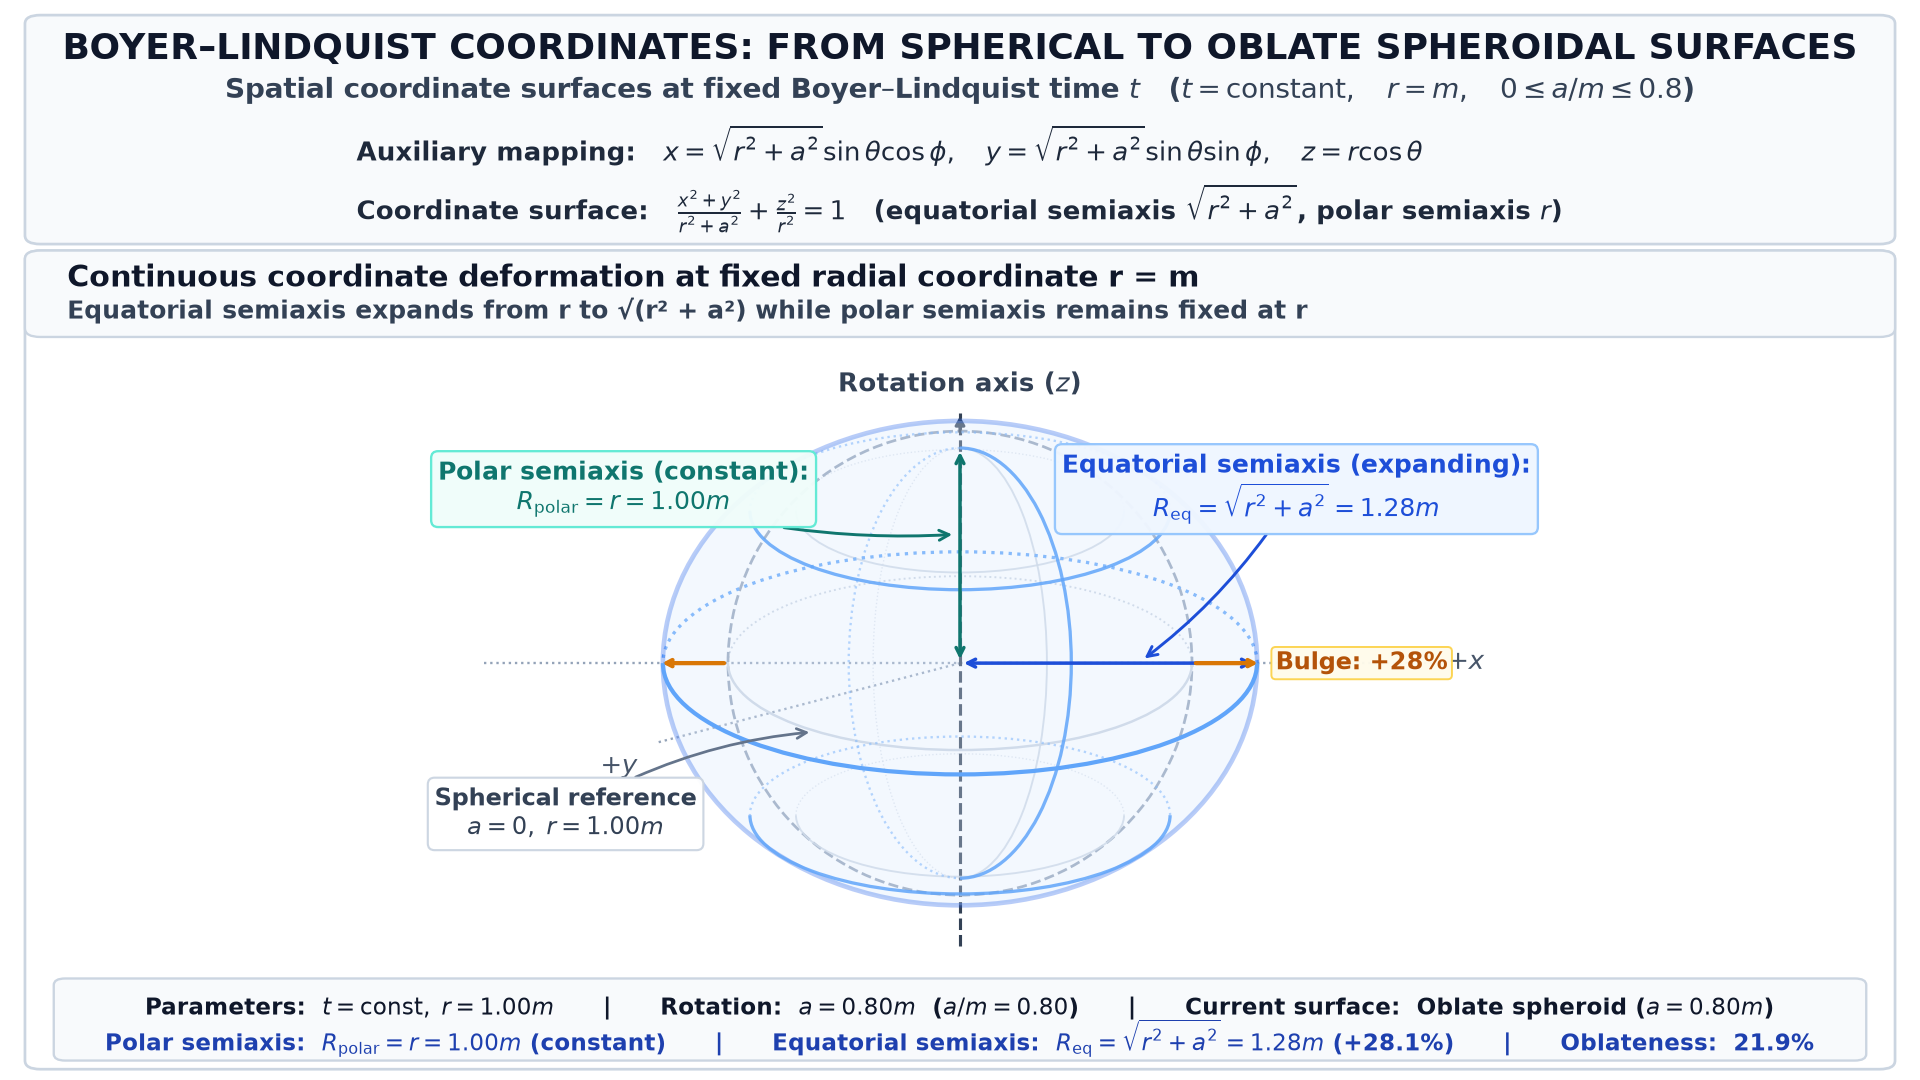 BOYER–LINDQUIST COORDINATES: FROM SPHERICAL TO OBLATE SPHEROIDAL SURFACES
Spatial coordinate surfaces at fixed Boyer–Lindquist time t (t = constant, r = m, 0 ≤ a/m ≤ 0.8)
Auxiliary mapping: x = √(r² + a²) sin θ cos ϕ, y = √(r² + a²) sin θ sin ϕ, z = r cos θ
Coordinate surface: (x² + y²)/(r² + a²) + z²/r² = 1 (equatorial semiaxis √(r² + a²), polar semiaxis r)
Continuous coordinate deformation at fixed radial coordinate r = m
Equatorial semiaxis expands from r to √(r² + a²) while polar semiaxis remains fixed at r
Rotation axis (z)
Polar semiaxis (constant):
R_polar = r = 1.00m
Equatorial semiaxis (expanding):
R_eq = √(r² + a²) = 1.28m
Bulge: +28%
+x
+y
Spherical reference
a = 0, r = 1.00m
Parameters: t = const, r = 1.00m | Rotation: a = 0.80m (a/m = 0.80) | Current surface: Oblate spheroid (a = 0.80m)
Polar semiaxis: R_polar = r = 1.00m (constant) | Equatorial semiaxis: R_eq = √(r² + a²) = 1.28m (+28.1%) | Oblateness: 21.9%